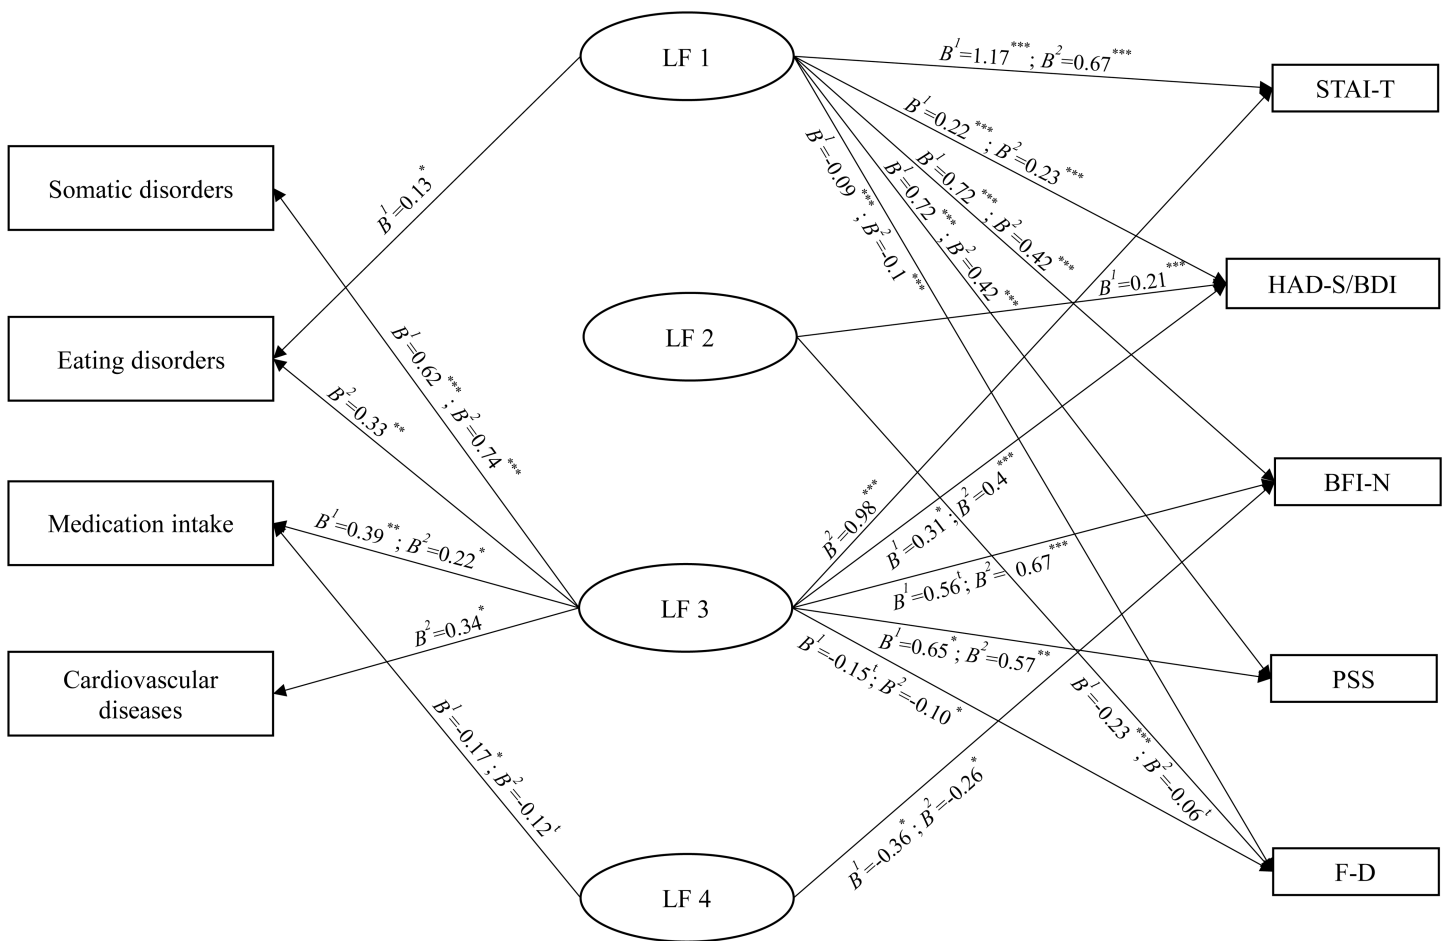 LF 1
B¹=1.17***; B²=0.67***
STAI-T
B¹=0.22***; B²=0.23***
B¹=0.72***; B²=0.42***
B¹=0.72***; B²=0.42***
B¹=-0.09***; B²=-0.1***
B¹=0.13*
Somatic disorders
LF 2
B¹=0.21***
HAD-S/BDI
Eating disorders
B¹=0.62***; B²=0.74***
B²=0.33**
Medication intake
B¹=0.39**; B²=0.22*
B²=0.98***
B¹=0.31*; B²=0.4***
BFI-N
B¹=0.56ᵗ; B²= 0.67***
LF 3
B²=0.34*
B¹=0.65*; B²=0.57**
B¹=-0.15ᵗ; B²=-0.10*
Cardiovascular
diseases
PSS
B¹=-0.23***; B²=-0.06ᵗ
B¹=-0.17*; B²=-0.12ᵗ
B¹=-0.36*; B²=-0.26*
LF 4
F-D